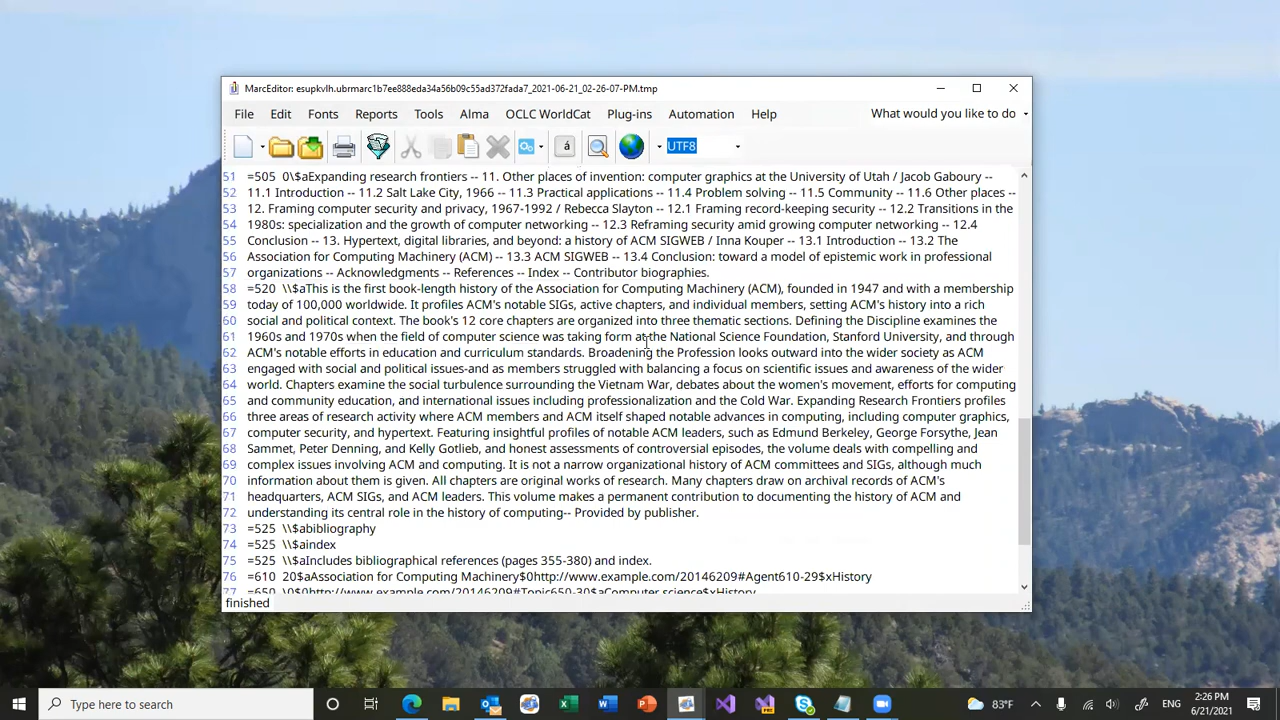 MarcEditor: esupkvlh.ubrmarc1b7ee888eda34a56b09c55ad372fada7_2021-06-21_02-26-07-PM.tmp
File Edit Fonts Reports Tools Alma OCLC WorldCat Plug-ins Automation Help What would you like to do
á UTF8
51 =505  0\$aExpanding research frontiers -- 11. Other places of invention: computer graphics at the University of Utah / Jacob Gaboury --
52 11.1 Introduction -- 11.2 Salt Lake City, 1966 -- 11.3 Practical applications -- 11.4 Problem solving -- 11.5 Community -- 11.6 Other places --
53 12. Framing computer security and privacy, 1967-1992 / Rebecca Slayton -- 12.1 Framing record-keeping security -- 12.2 Transitions in the
54 1980s: specialization and the growth of computer networking -- 12.3 Reframing security amid growing computer networking -- 12.4
55 Conclusion -- 13. Hypertext, digital libraries, and beyond: a history of ACM SIGWEB / Inna Kouper -- 13.1 Introduction -- 13.2 The
56 Association for Computing Machinery (ACM) -- 13.3 ACM SIGWEB -- 13.4 Conclusion: toward a model of epistemic work in professional
57 organizations -- Acknowledgments -- References -- Index -- Contributor biographies.
58 =520  \\$aThis is the first book-length history of the Association for Computing Machinery (ACM), founded in 1947 and with a membership
59 today of 100,000 worldwide. It profiles ACM's notable SIGs, active chapters, and individual members, setting ACM's history into a rich
60 social and political context. The book's 12 core chapters are organized into three thematic sections. Defining the Discipline examines the
61 1960s and 1970s when the field of computer science was taking form at the National Science Foundation, Stanford University, and through
62 ACM's notable efforts in education and curriculum standards. Broadening the Profession looks outward into the wider society as ACM
63 engaged with social and political issues-and as members struggled with balancing a focus on scientific issues and awareness of the wider
64 world. Chapters examine the social turbulence surrounding the Vietnam War, debates about the women's movement, efforts for computing
65 and community education, and international issues including professionalization and the Cold War. Expanding Research Frontiers profiles
66 three areas of research activity where ACM members and ACM itself shaped notable advances in computing, including computer graphics,
67 computer security, and hypertext. Featuring insightful profiles of notable ACM leaders, such as Edmund Berkeley, George Forsythe, Jean
68 Sammet, Peter Denning, and Kelly Gotlieb, and honest assessments of controversial episodes, the volume deals with compelling and
69 complex issues involving ACM and computing. It is not a narrow organizational history of ACM committees and SIGs, although much
70 information about them is given. All chapters are original works of research. Many chapters draw on archival records of ACM's
71 headquarters, ACM SIGs, and ACM leaders. This volume makes a permanent contribution to documenting the history of ACM and
72 understanding its central role in the history of computing-- Provided by publisher.
73 =525  \\$abibliography
74 =525  \\$aindex
75 =525  \\$aIncludes bibliographical references (pages 355-380) and index.
76 =610  20$aAssociation for Computing Machinery$0http://www.example.com/20146209#Agent610-29$xHistory
77 =650  \0$0http://www.example.com/20146209#Topic650-30$aComputer science$xHistory
finished
Type here to search 83°F ENG 2:26 PM
6/21/2021